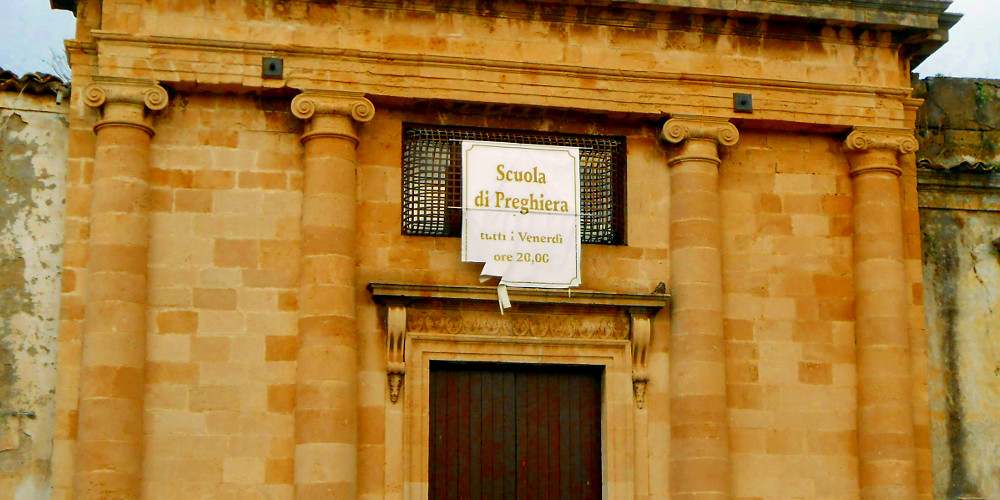 Scuola
di Preghiera
tutti i Venerdì
ore 20,00